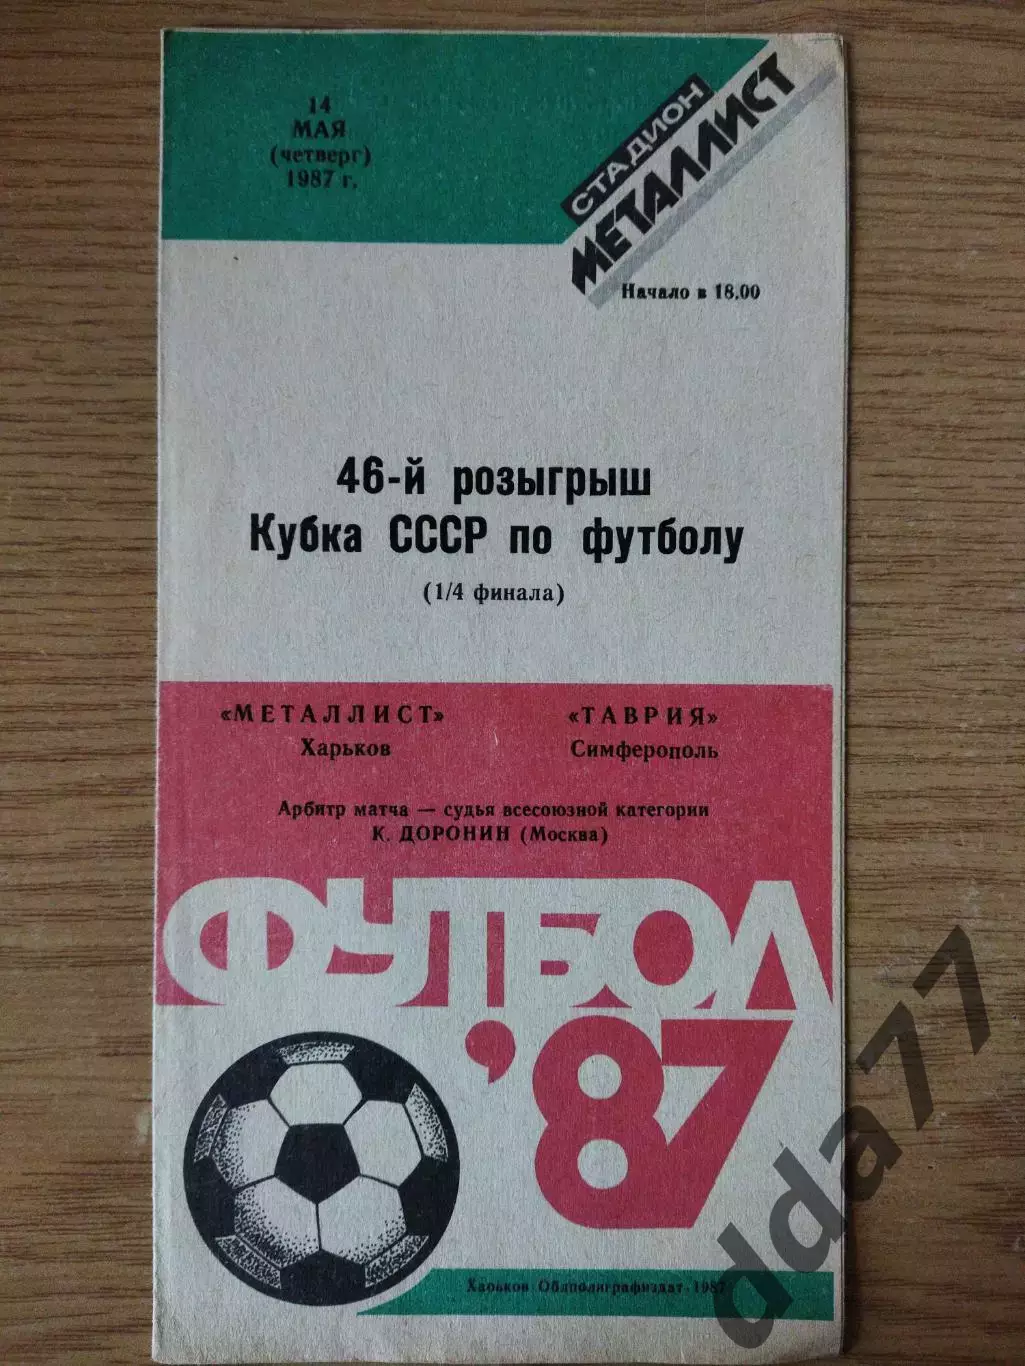 14
МАЯ
(четверг)
1987 г.
СТАДИОН
МЕТАЛЛИСТ
Начало в 18.00
46-й розыгрыш
Кубка СССР по футболу
(1/4 финала)
«МЕТАЛЛИСТ»
Харьков
«ТАВРИЯ»
Симферополь
Арбитр матча — судья всесоюзной категории
К. ДОРОНИН (Москва)
ФУТБОЛ
'87
Харьков Облполиграфиздат 1987
dda77